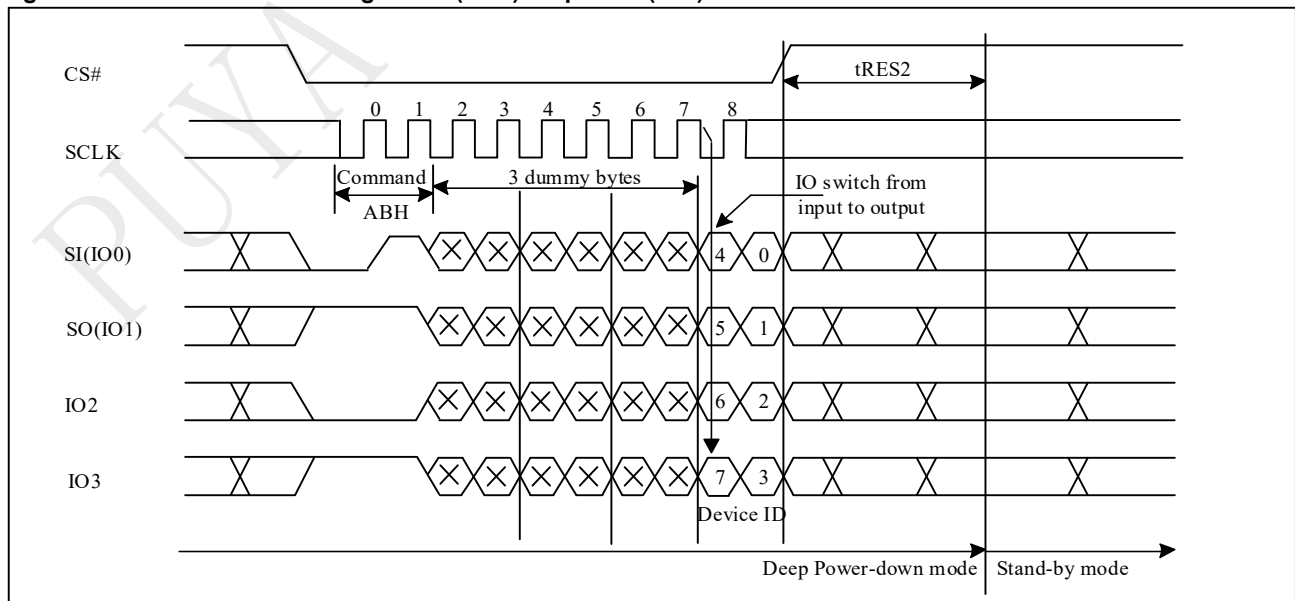 PUYA
CS#
tRES2
0 1 2 3 4 5 6 7 8
SCLK
Command
ABH
3 dummy bytes
IO switch from
input to output
SI(IO0)
4 0
SO(IO1)
5 1
IO2
6 2
IO3
7 3
Device ID
Deep Power-down mode Stand-by mode